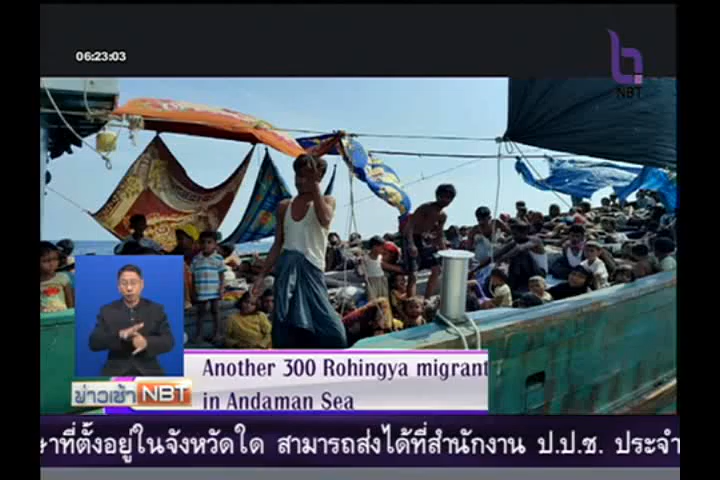 06:23:03
NBT
Another 300 Rohingya migrant
in Andaman Sea
ข่าวเช้า NBT
ษาที่ตั้งอยู่ในจังหวัดใด สามารถส่งได้ที่สำนักงาน ป.ป.ช. ประจำ